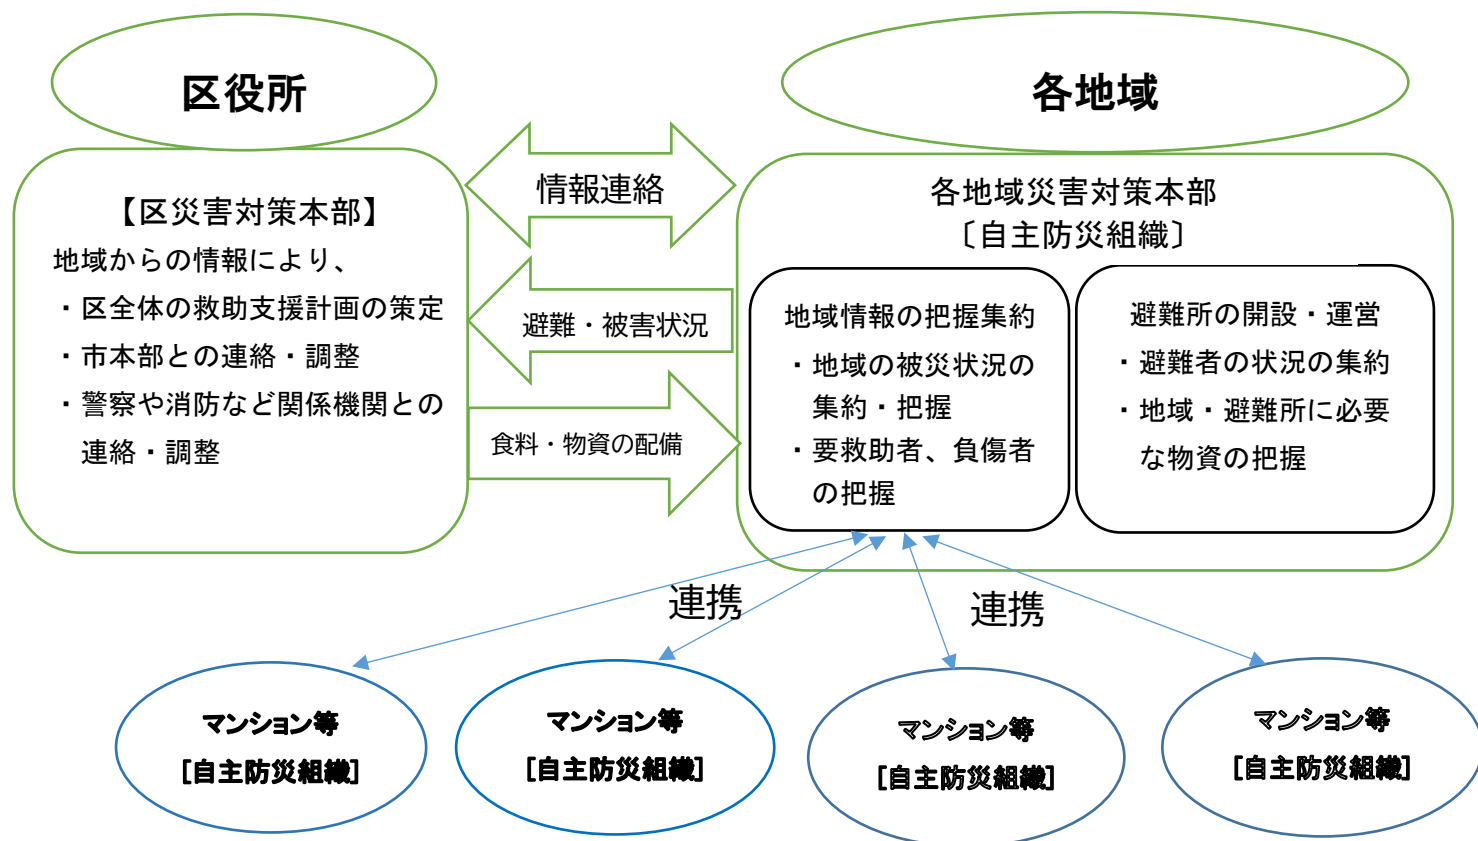 区役所
【区災害対策本部】
地域からの情報により、
・区全体の救助支援計画の策定
・市本部との連絡・調整
・警察や消防など関係機関との
連絡・調整
情報連絡
避難・被害状況
食料・物資の配備
各地域
各地域災害対策本部
〔自主防災組織〕
地域情報の把握集約
・地域の被災状況の
集約・把握
・要救助者、負傷者
の把握
避難所の開設・運営
・避難者の状況の集約
・地域・避難所に必要
な物資の把握
連携
連携
マンション等
[自主防災組織]
マンション等
[自主防災組織]
マンション等
[自主防災組織]
マンション等
[自主防災組織]